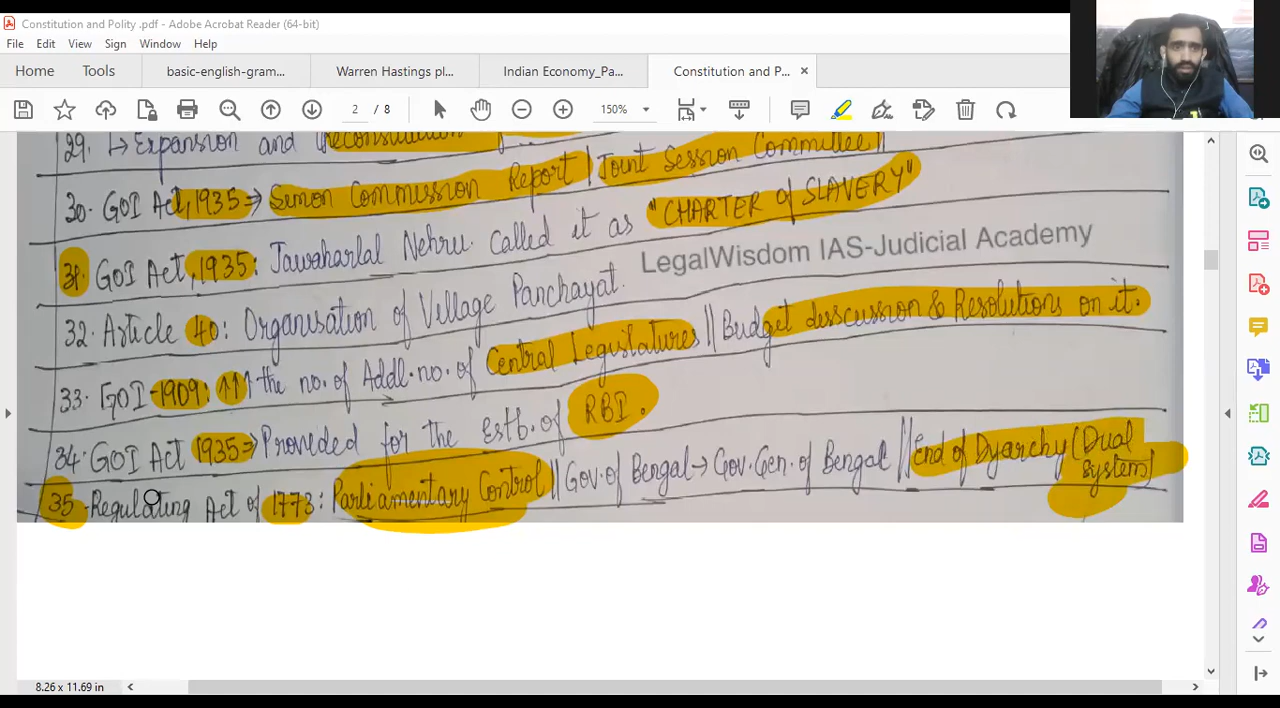 Constitution and Polity .pdf - Adobe Acrobat Reader (64-bit)
File Edit View Sign Window Help
Home Tools basic-english-gram... Warren Hastings pl... Indian Economy_Pa... Constitution and P... ×
2 / 8 150%
29. ↳ Expansion and Reconstitution
30. GOI Act, 1935 ⇒ Simon Commission Report | Joint Session Committee ||
31. GOI Act, 1935: Jawaharlal Nehru called it as "CHARTER of SLAVERY"
LegalWisdom IAS-Judicial Academy
32. Article 40: Organisation of Village Panchayat.
33. GOI-1909: ↑↑↑ the no. of Addl. no. of Central Legislatures || Budget desscussion & Resolutions on it.
34. GOI Act 1935 ⇒ Proveded for the Estb. of RBI.
35. Regulating Act of 1773: Parliamentary Control || Gov. of Bengal → Gov. Gen. of Bengal || End of Dyarchy (Dual System)
8.26 x 11.69 in